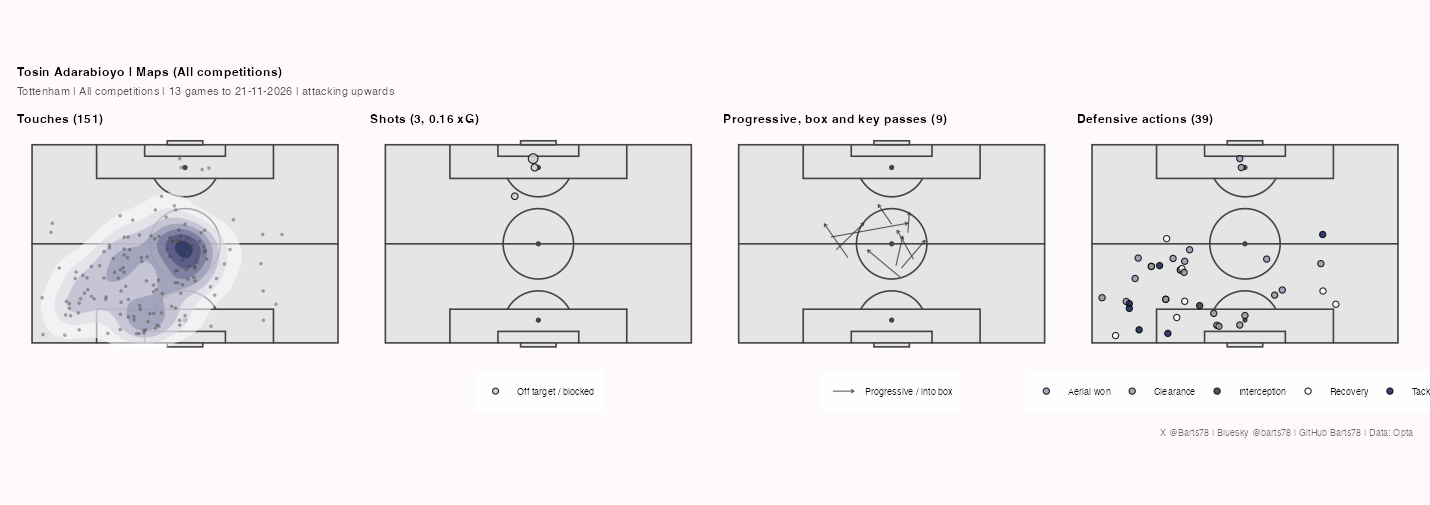 Tosin Adarabioyo | Maps (All competitions)
Tottenham | All competitions | 13 games to 21-11-2026 | attacking upwards
Touches (151)
Shots (3, 0.16 xG)
Progressive, box and key passes (9)
Defensive actions (39)
Off target / blocked
Progressive / into box
Aerial won
Clearance
Interception
Recovery
Tack
X @Barts78 | Bluesky @barts78 | GitHub Barts78 | Data: Opta